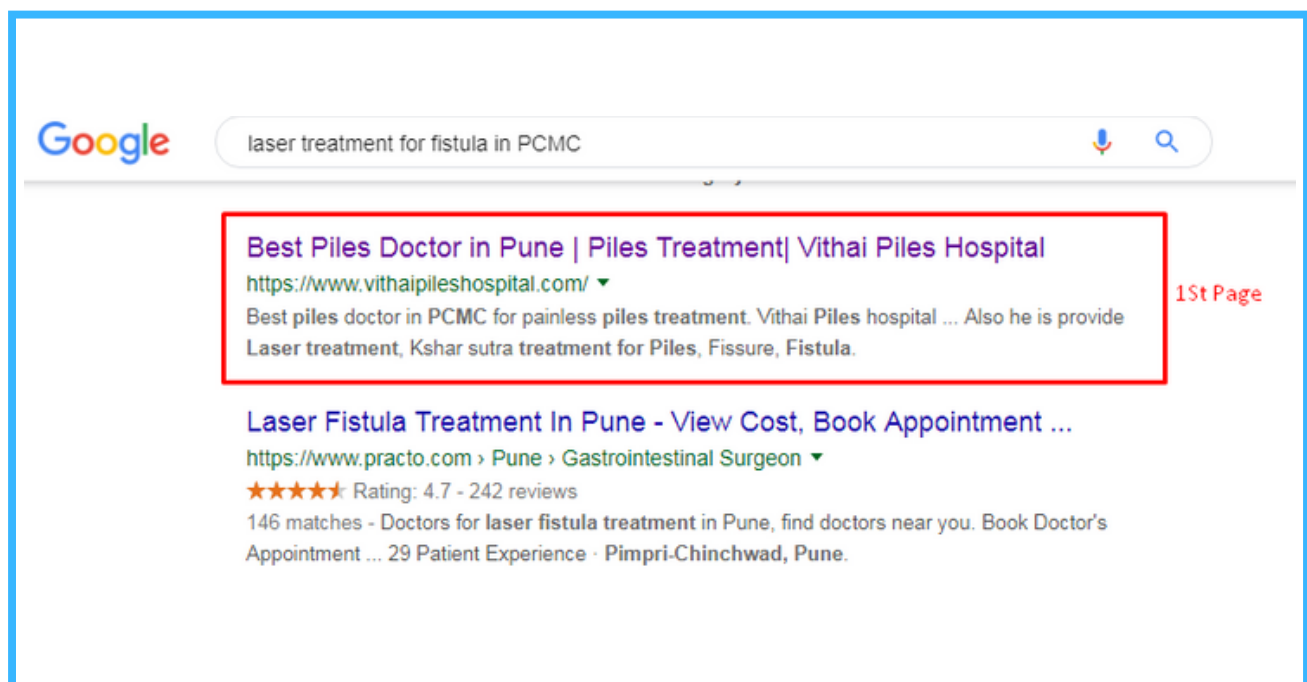 Google
laser treatment for fistula in PCMC
Best Piles Doctor in Pune | Piles Treatment| Vithai Piles Hospital
https://www.vithaipileshospital.com/
Best piles doctor in PCMC for painless piles treatment. Vithai Piles hospital ... Also he is provide
Laser treatment, Kshar sutra treatment for Piles, Fissure, Fistula.
1St Page
Laser Fistula Treatment In Pune - View Cost, Book Appointment ...
https://www.practo.com › Pune › Gastrointestinal Surgeon
Rating: 4.7 - 242 reviews
146 matches - Doctors for laser fistula treatment in Pune, find doctors near you. Book Doctor's
Appointment ... 29 Patient Experience · Pimpri-Chinchwad, Pune.